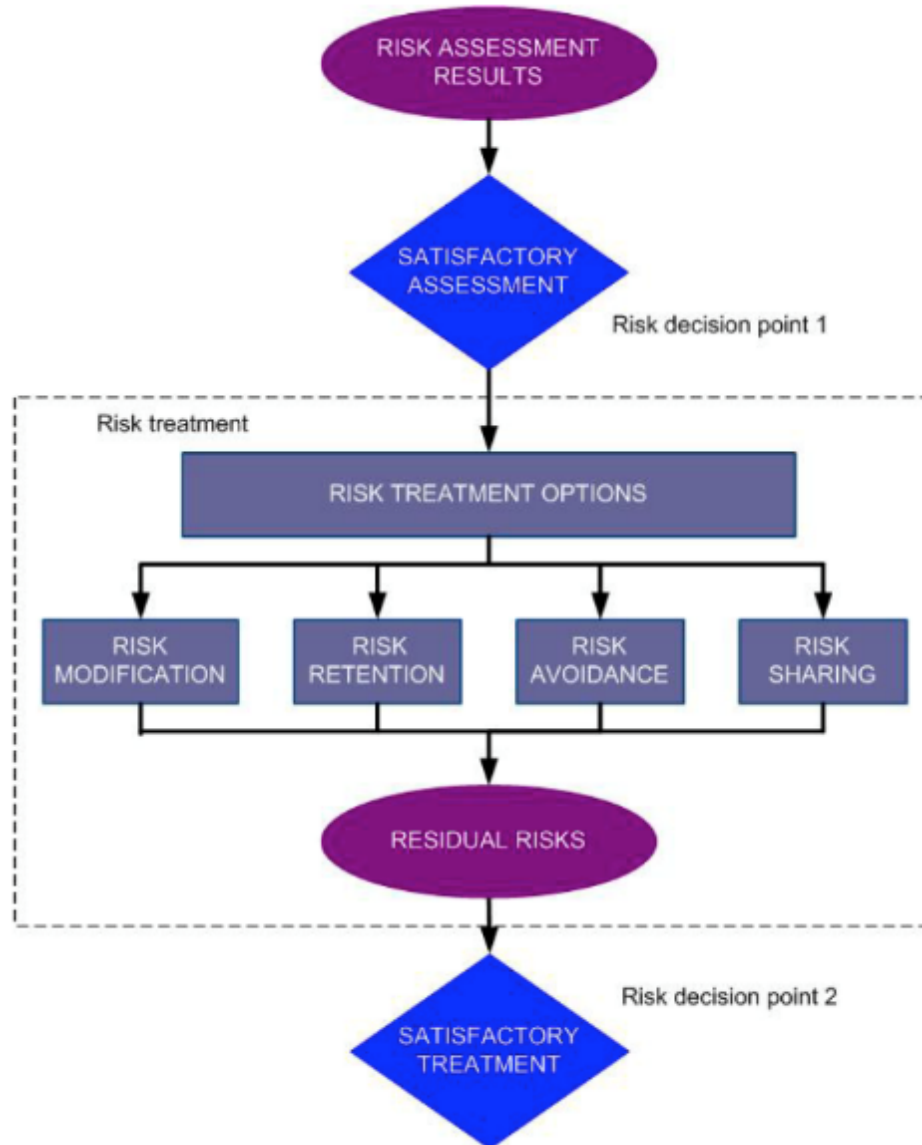 RISK ASSESSMENT
RESULTS
SATISFACTORY
ASSESSMENT
Risk decision point 1
Risk treatment
RISK TREATMENT OPTIONS
RISK
MODIFICATION
RISK
RETENTION
RISK
AVOIDANCE
RISK
SHARING
RESIDUAL RISKS
Risk decision point 2
SATISFACTORY
TREATMENT